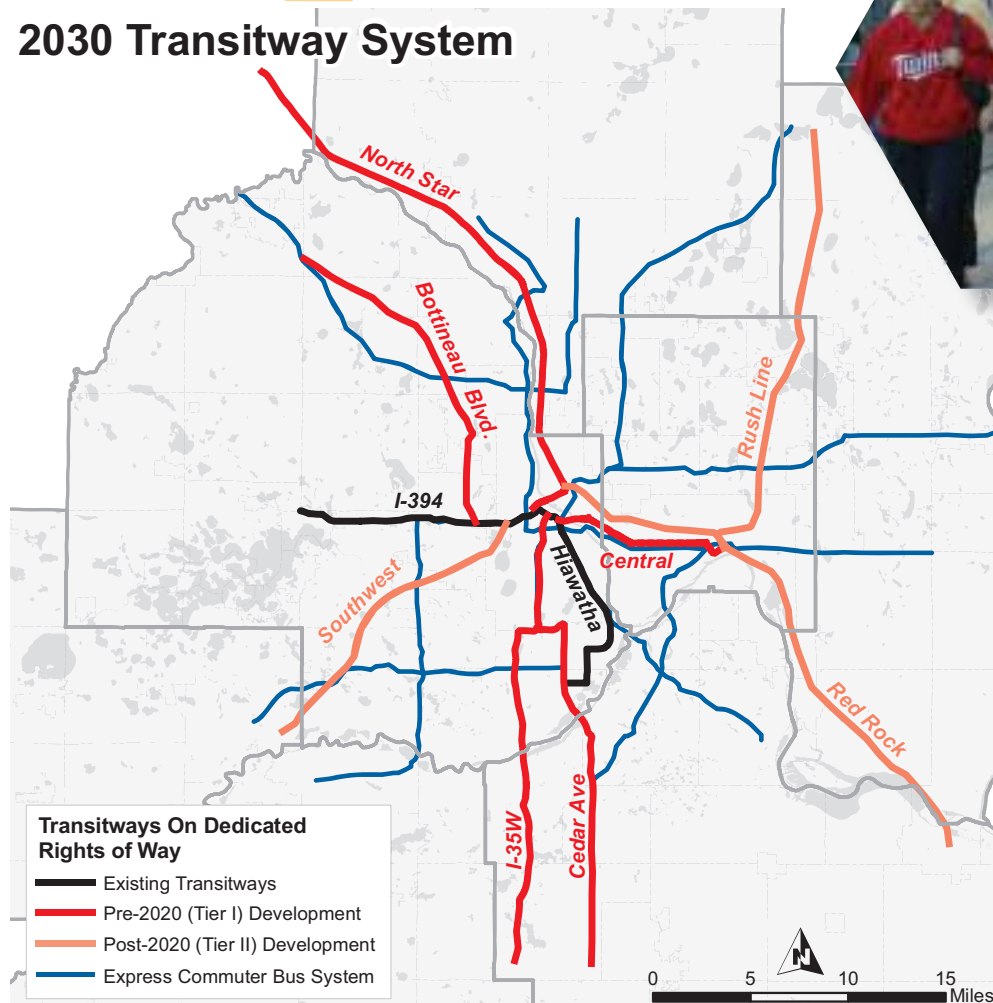 2030 Transitway System
Twins
North Star
Bottineau Blvd.
Rush Line
I-394
Hiawatha
Central
Southwest
Red Rock
I-35W
Cedar Ave
Transitways On Dedicated
Rights of Way
Existing Transitways
Pre-2020 (Tier I) Development
Post-2020 (Tier II) Development
Express Commuter Bus System
N
0 5 10 15
Miles